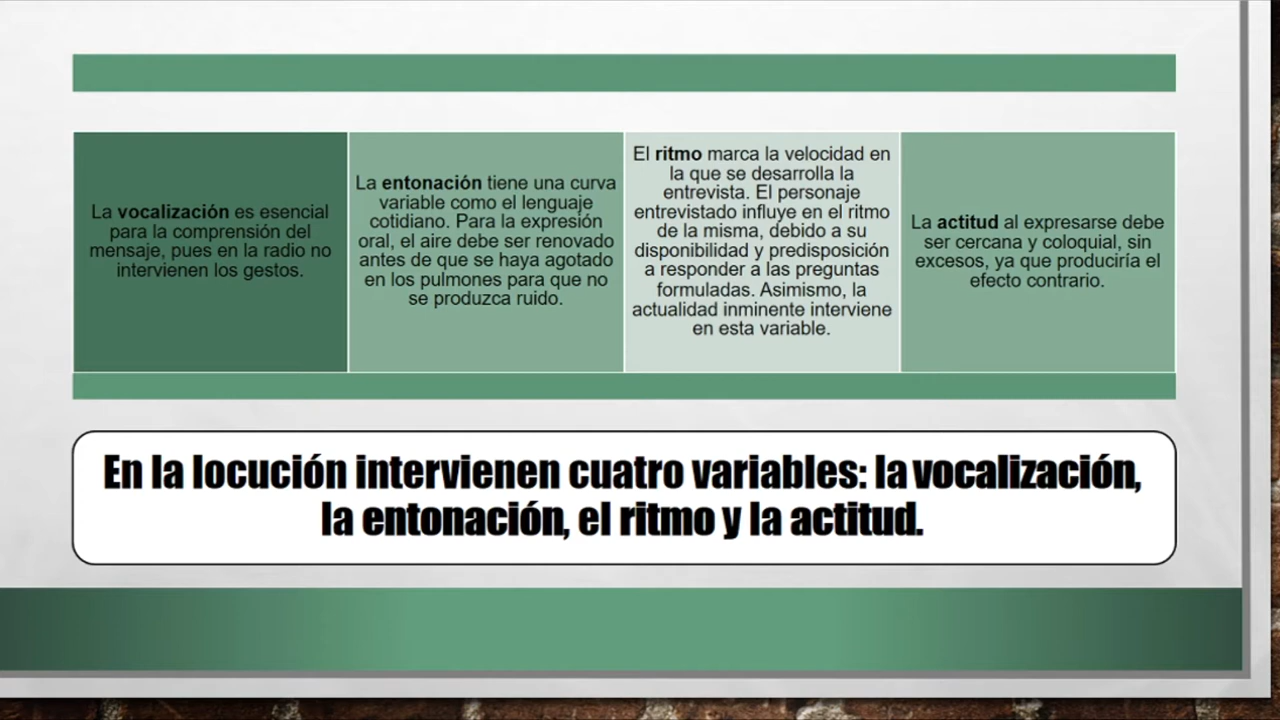 La vocalización es esencial
para la comprensión del
mensaje, pues en la radio no
intervienen los gestos.
La entonación tiene una curva
variable como el lenguaje
cotidiano. Para la expresión
oral, el aire debe ser renovado
antes de que se haya agotado
en los pulmones para que no
se produzca ruido.
El ritmo marca la velocidad en
la que se desarrolla la
entrevista. El personaje
entrevistado influye en el ritmo
de la misma, debido a su
disponibilidad y predisposición
a responder a las preguntas
formuladas. Asimismo, la
actualidad inminente interviene
en esta variable.
La actitud al expresarse debe
ser cercana y coloquial, sin
excesos, ya que produciría el
efecto contrario.
En la locución intervienen cuatro variables: la vocalización,
la entonación, el ritmo y la actitud.